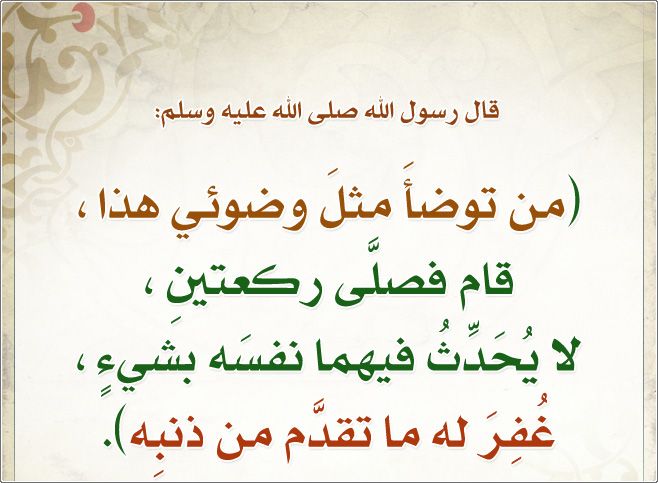 قال رسول الله صلى الله عليه وسلم:
(من توضأَ مثلَ وضوئي هذا ،
قام فصلَّى ركعتينِ ،
لا يُحَدِّثُ فيهما نفسَه بشيءٍ ،
غُفِرَ له ما تقدَّم من ذنبِه).